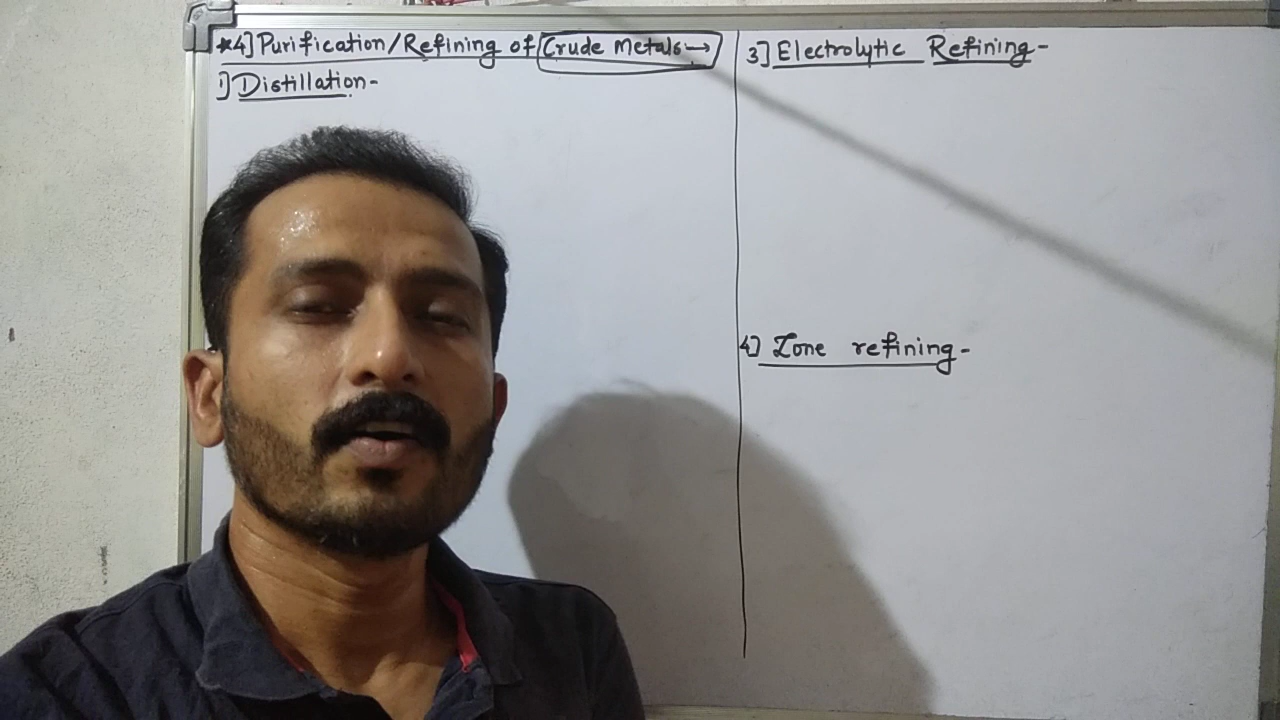 *4] Purification/Refining of Crude Metals→
1] Distillation-
3] Electrolytic Refining-
4] Zone refining-